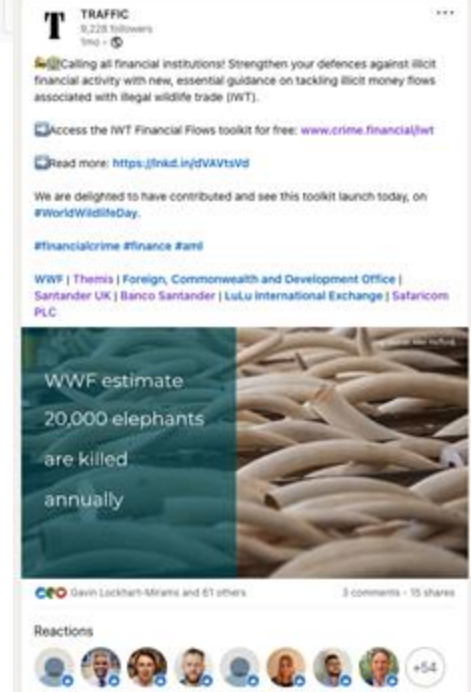 TRAFFIC
9,228 followers
1mo •
Calling all financial institutions! Strengthen your defences against illicit
financial activity with new, essential guidance on tackling illicit money flows
associated with illegal wildlife trade (IWT).
Access the IWT Financial Flows toolkit for free: www.crime.financial/iwt
Read more: https://lnkd.in/dVAVtsVd
We are delighted to have contributed and see this toolkit launch today, on
#WorldWildlifeDay.
#financialcrime #finance #aml
WWF | Themis | Foreign, Commonwealth and Development Office |
Santander UK | Banco Santander | LuLu International Exchange | Safaricom
PLC
WWF estimate
20,000 elephants
are killed
annually
Gavin Lockhart-Mirams and 61 others
3 comments • 15 shares
Reactions
+54